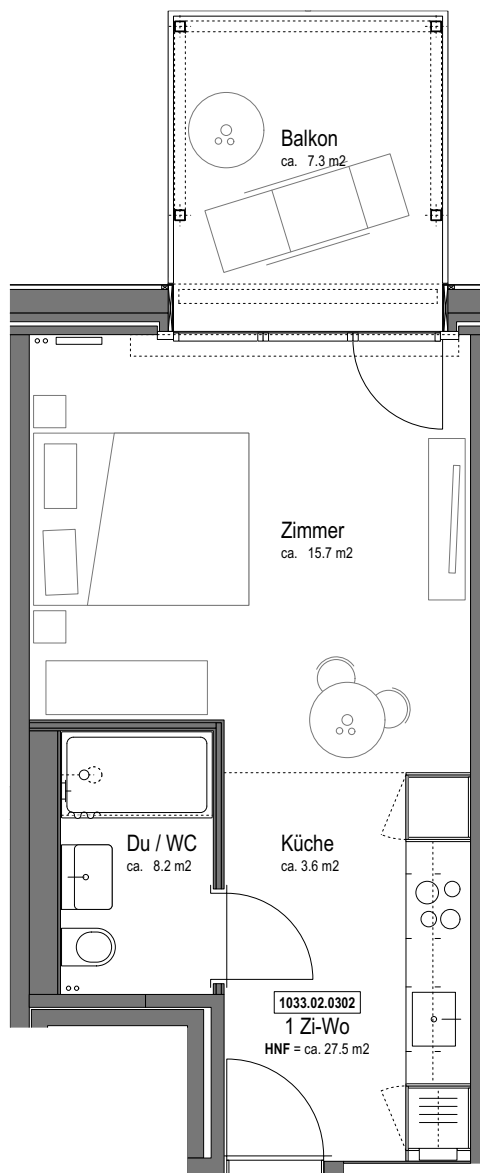 Balkon
ca. 7.3 m2
Zimmer
ca. 15.7 m2
Du / WC
ca. 8.2 m2
Küche
ca. 3.6 m2
1033.02.0302
1 Zi-Wo
HNF = ca. 27.5 m2